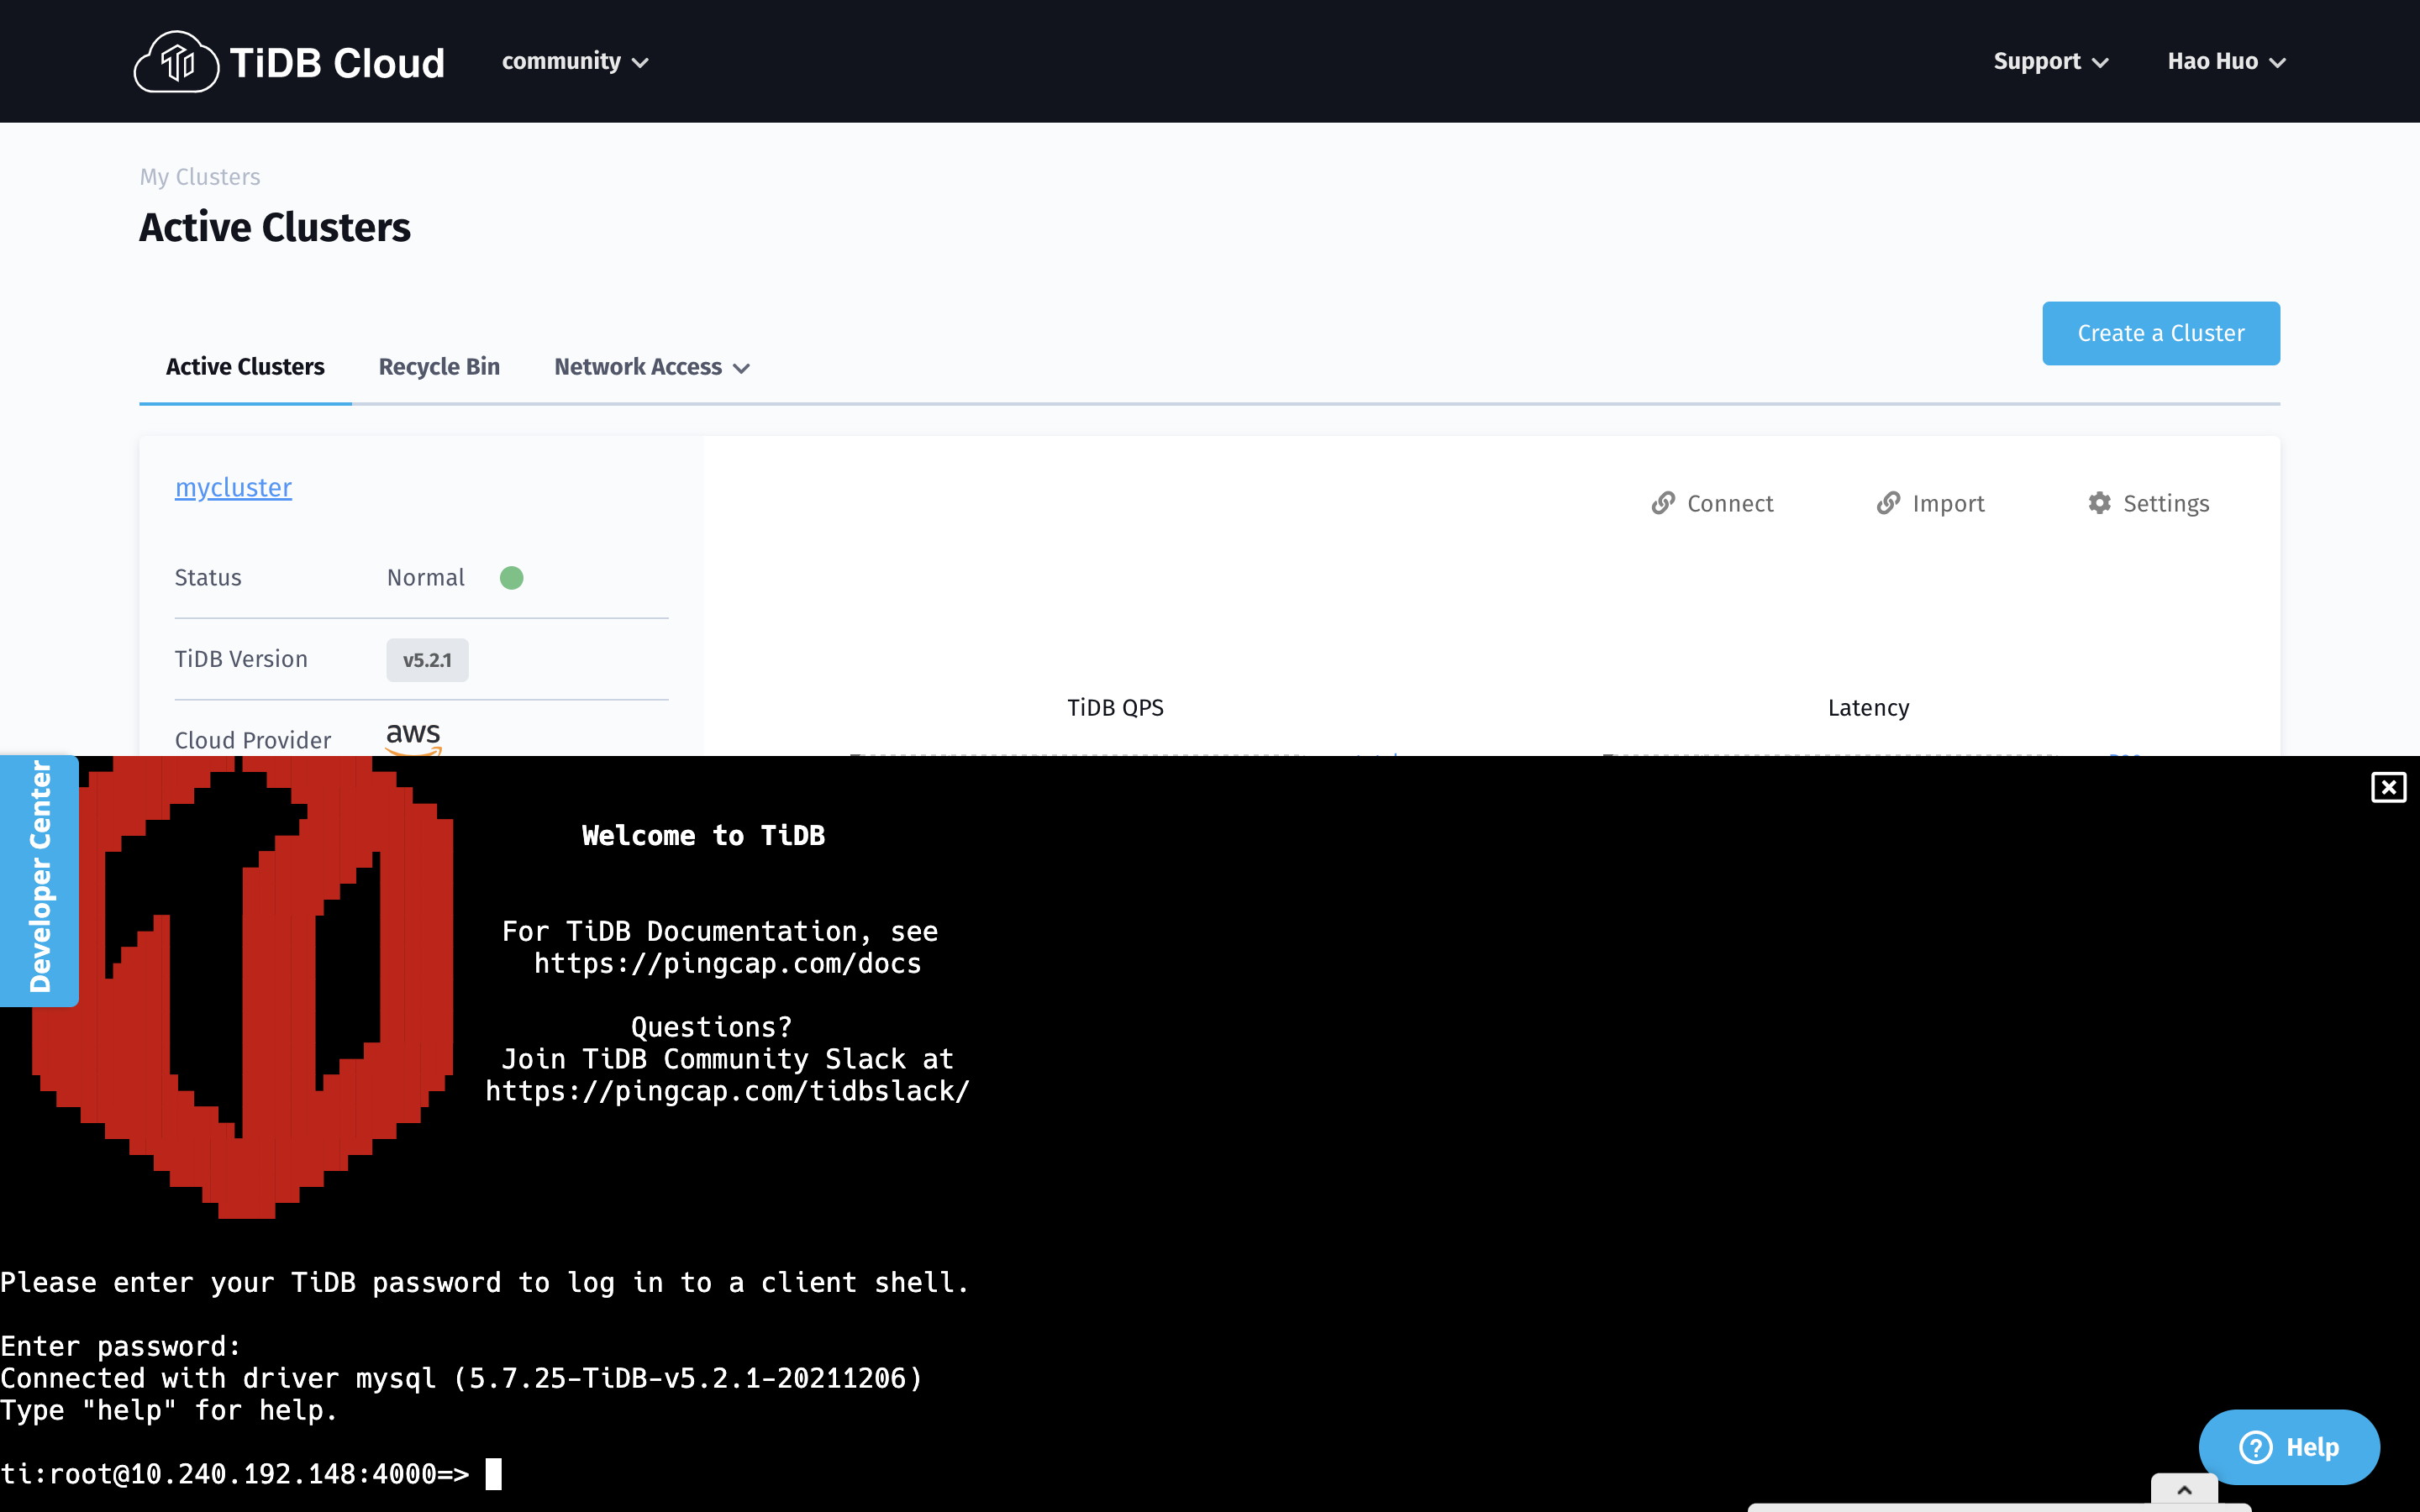 TiDB Cloud community Support Hao Huo
My Clusters
Active Clusters
Create a Cluster
Active Clusters Recycle Bin Network Access
mycluster
Connect Import Settings
Status Normal
TiDB Version v5.2.1
TiDB QPS Latency
Cloud Provider aws
Developer Center
Welcome to TiDB
For TiDB Documentation, see
https://pingcap.com/docs
Questions?
Join TiDB Community Slack at
https://pingcap.com/tidbslack/
Please enter your TiDB password to log in to a client shell.
Enter password:
Connected with driver mysql (5.7.25-TiDB-v5.2.1-20211206)
Type "help" for help.
Help
ti:root@10.240.192.148:4000=>